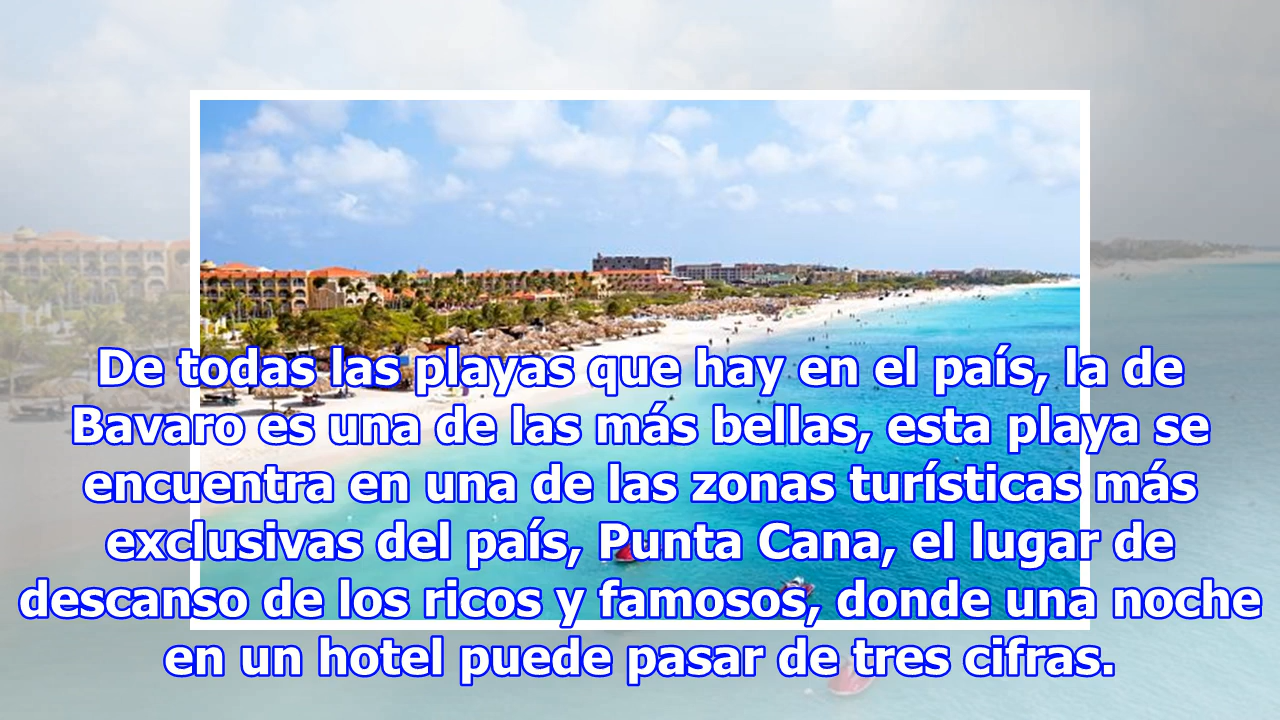 De todas las playas que hay en el país, la de
Bavaro es una de las más bellas, esta playa se
encuentra en una de las zonas turísticas más
exclusivas del país, Punta Cana, el lugar de
descanso de los ricos y famosos, donde una noche
en un hotel puede pasar de tres cifras.